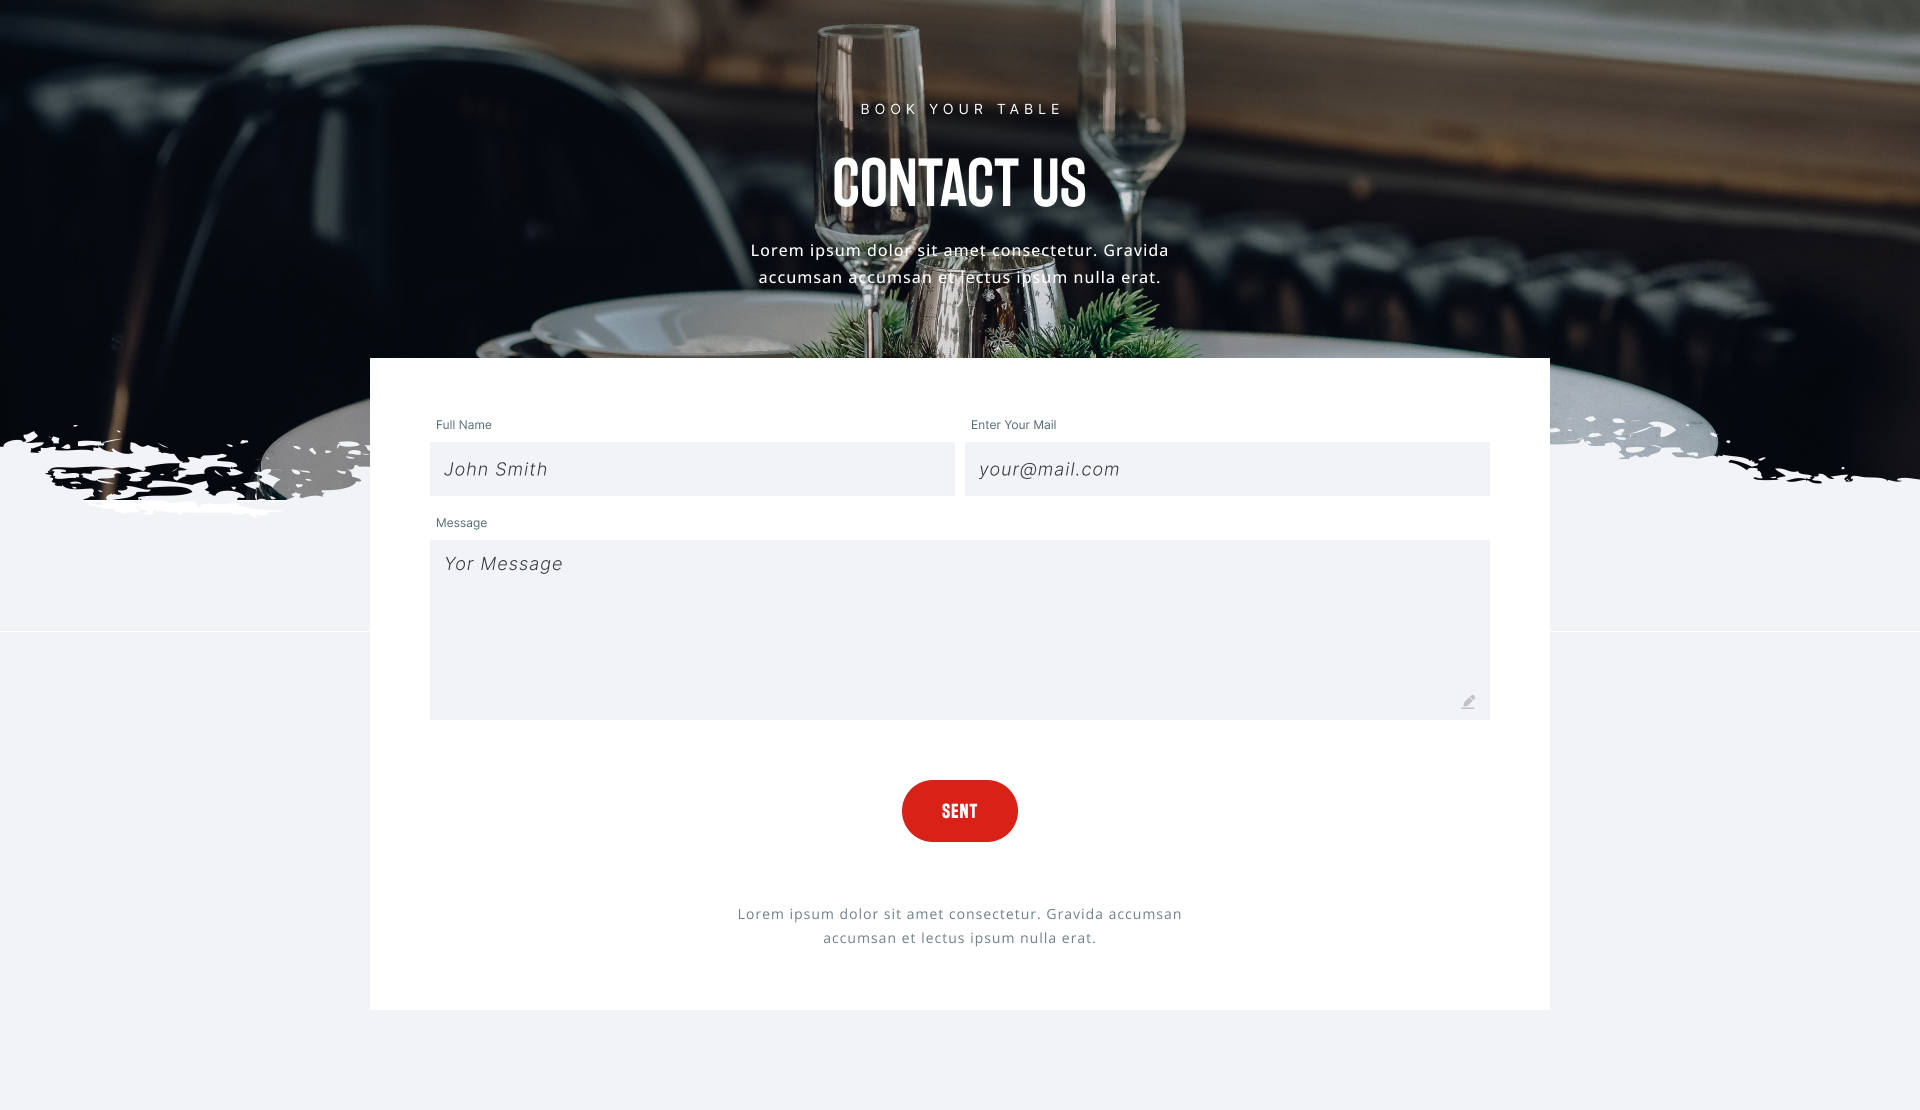 BOOK YOUR TABLE
CONTACT US
Lorem ipsum dolor sit amet consectetur. Gravida
accumsan accumsan et lectus ipsum nulla erat.
Full Name
Enter Your Mail
John Smith
your@mail.com
Message
Yor Message
SENT
Lorem ipsum dolor sit amet consectetur. Gravida accumsan
accumsan et lectus ipsum nulla erat.